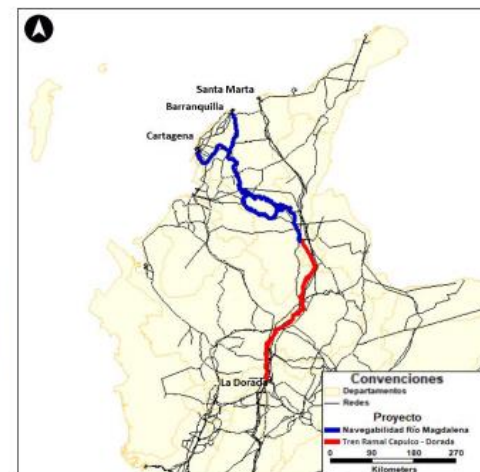 Santa Marta
Barranquilla
Cartagena
La Dorada
Convenciones
Departamentos
Redes
Proyecto
Navegabilidad Río Magdalena
Tren Ramal Capulco - Dorada
0 90 180 270
Kilometers